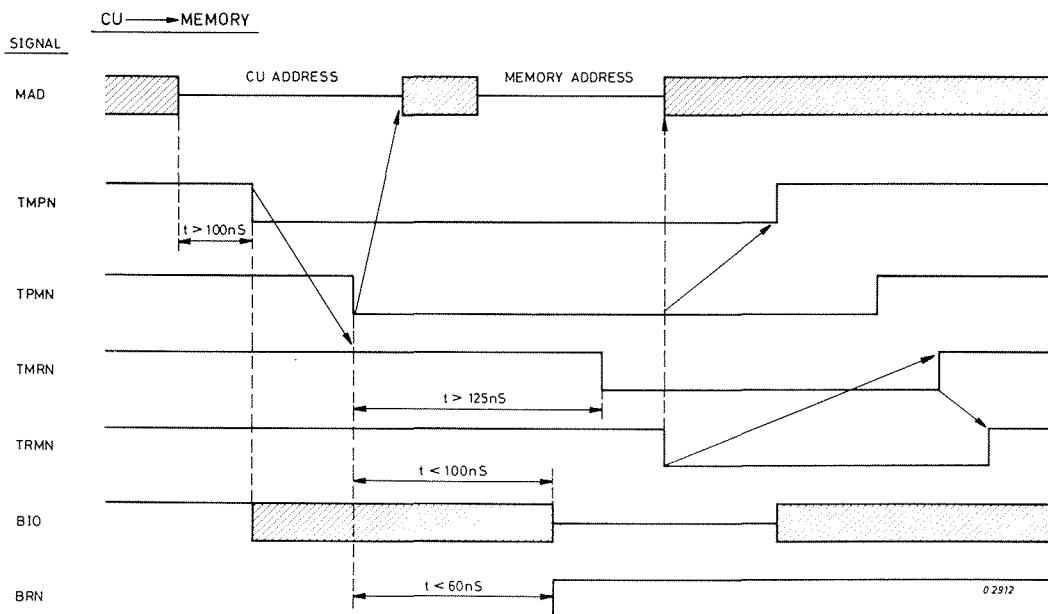 CU → MEMORY
SIGNAL
CU ADDRESS
MEMORY ADDRESS
MAD
TMPN
t > 100nS
TPMN
TMRN
t > 125nS
TRMN
t < 100nS
BIO
t < 60nS
BRN
0 2912